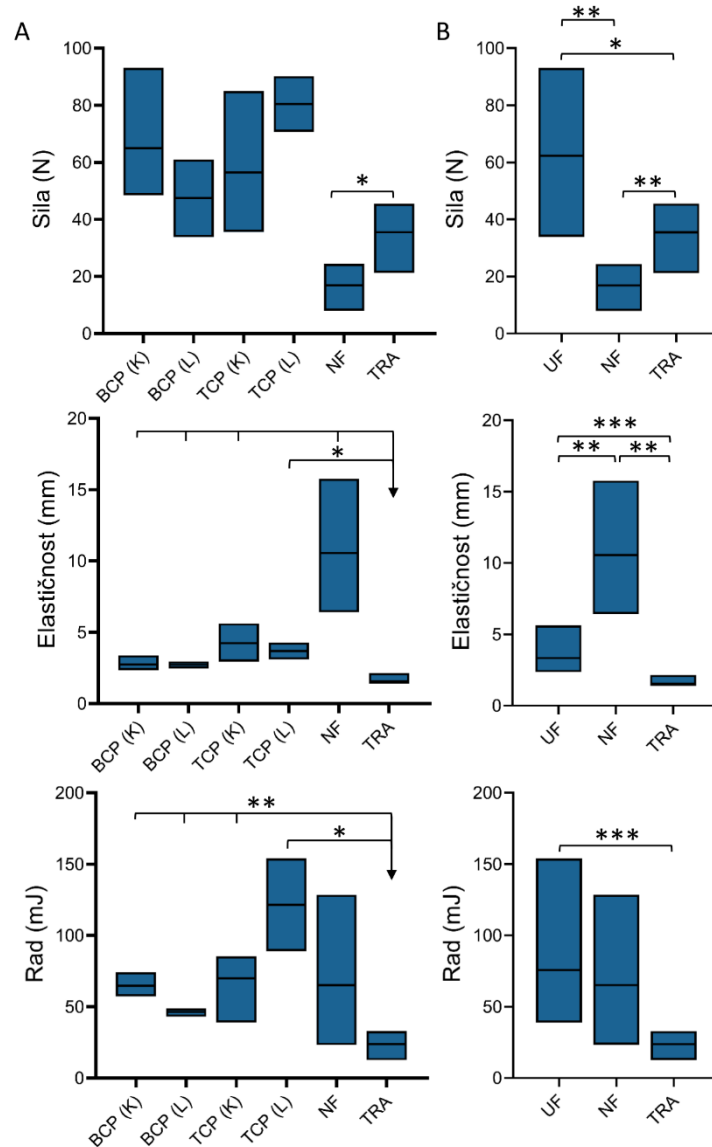 A
Sila (N)
100
80
60
40
20
0
*
BCP (K)
BCP (L)
TCP (K)
TCP (L)
NF
TRA
B
Sila (N)
100
80
60
40
20
0
**
*
**
UF
NF
TRA
Elastičnost (mm)
20
15
10
5
0
*
BCP (K)
BCP (L)
TCP (K)
TCP (L)
NF
TRA
Elastičnost (mm)
20
15
10
5
0
***
** **
UF
NF
TRA
Rad (mJ)
200
150
100
50
0
**
*
BCP (K)
BCP (L)
TCP (K)
TCP (L)
NF
TRA
Rad (mJ)
200
150
100
50
0
***
UF
NF
TRA